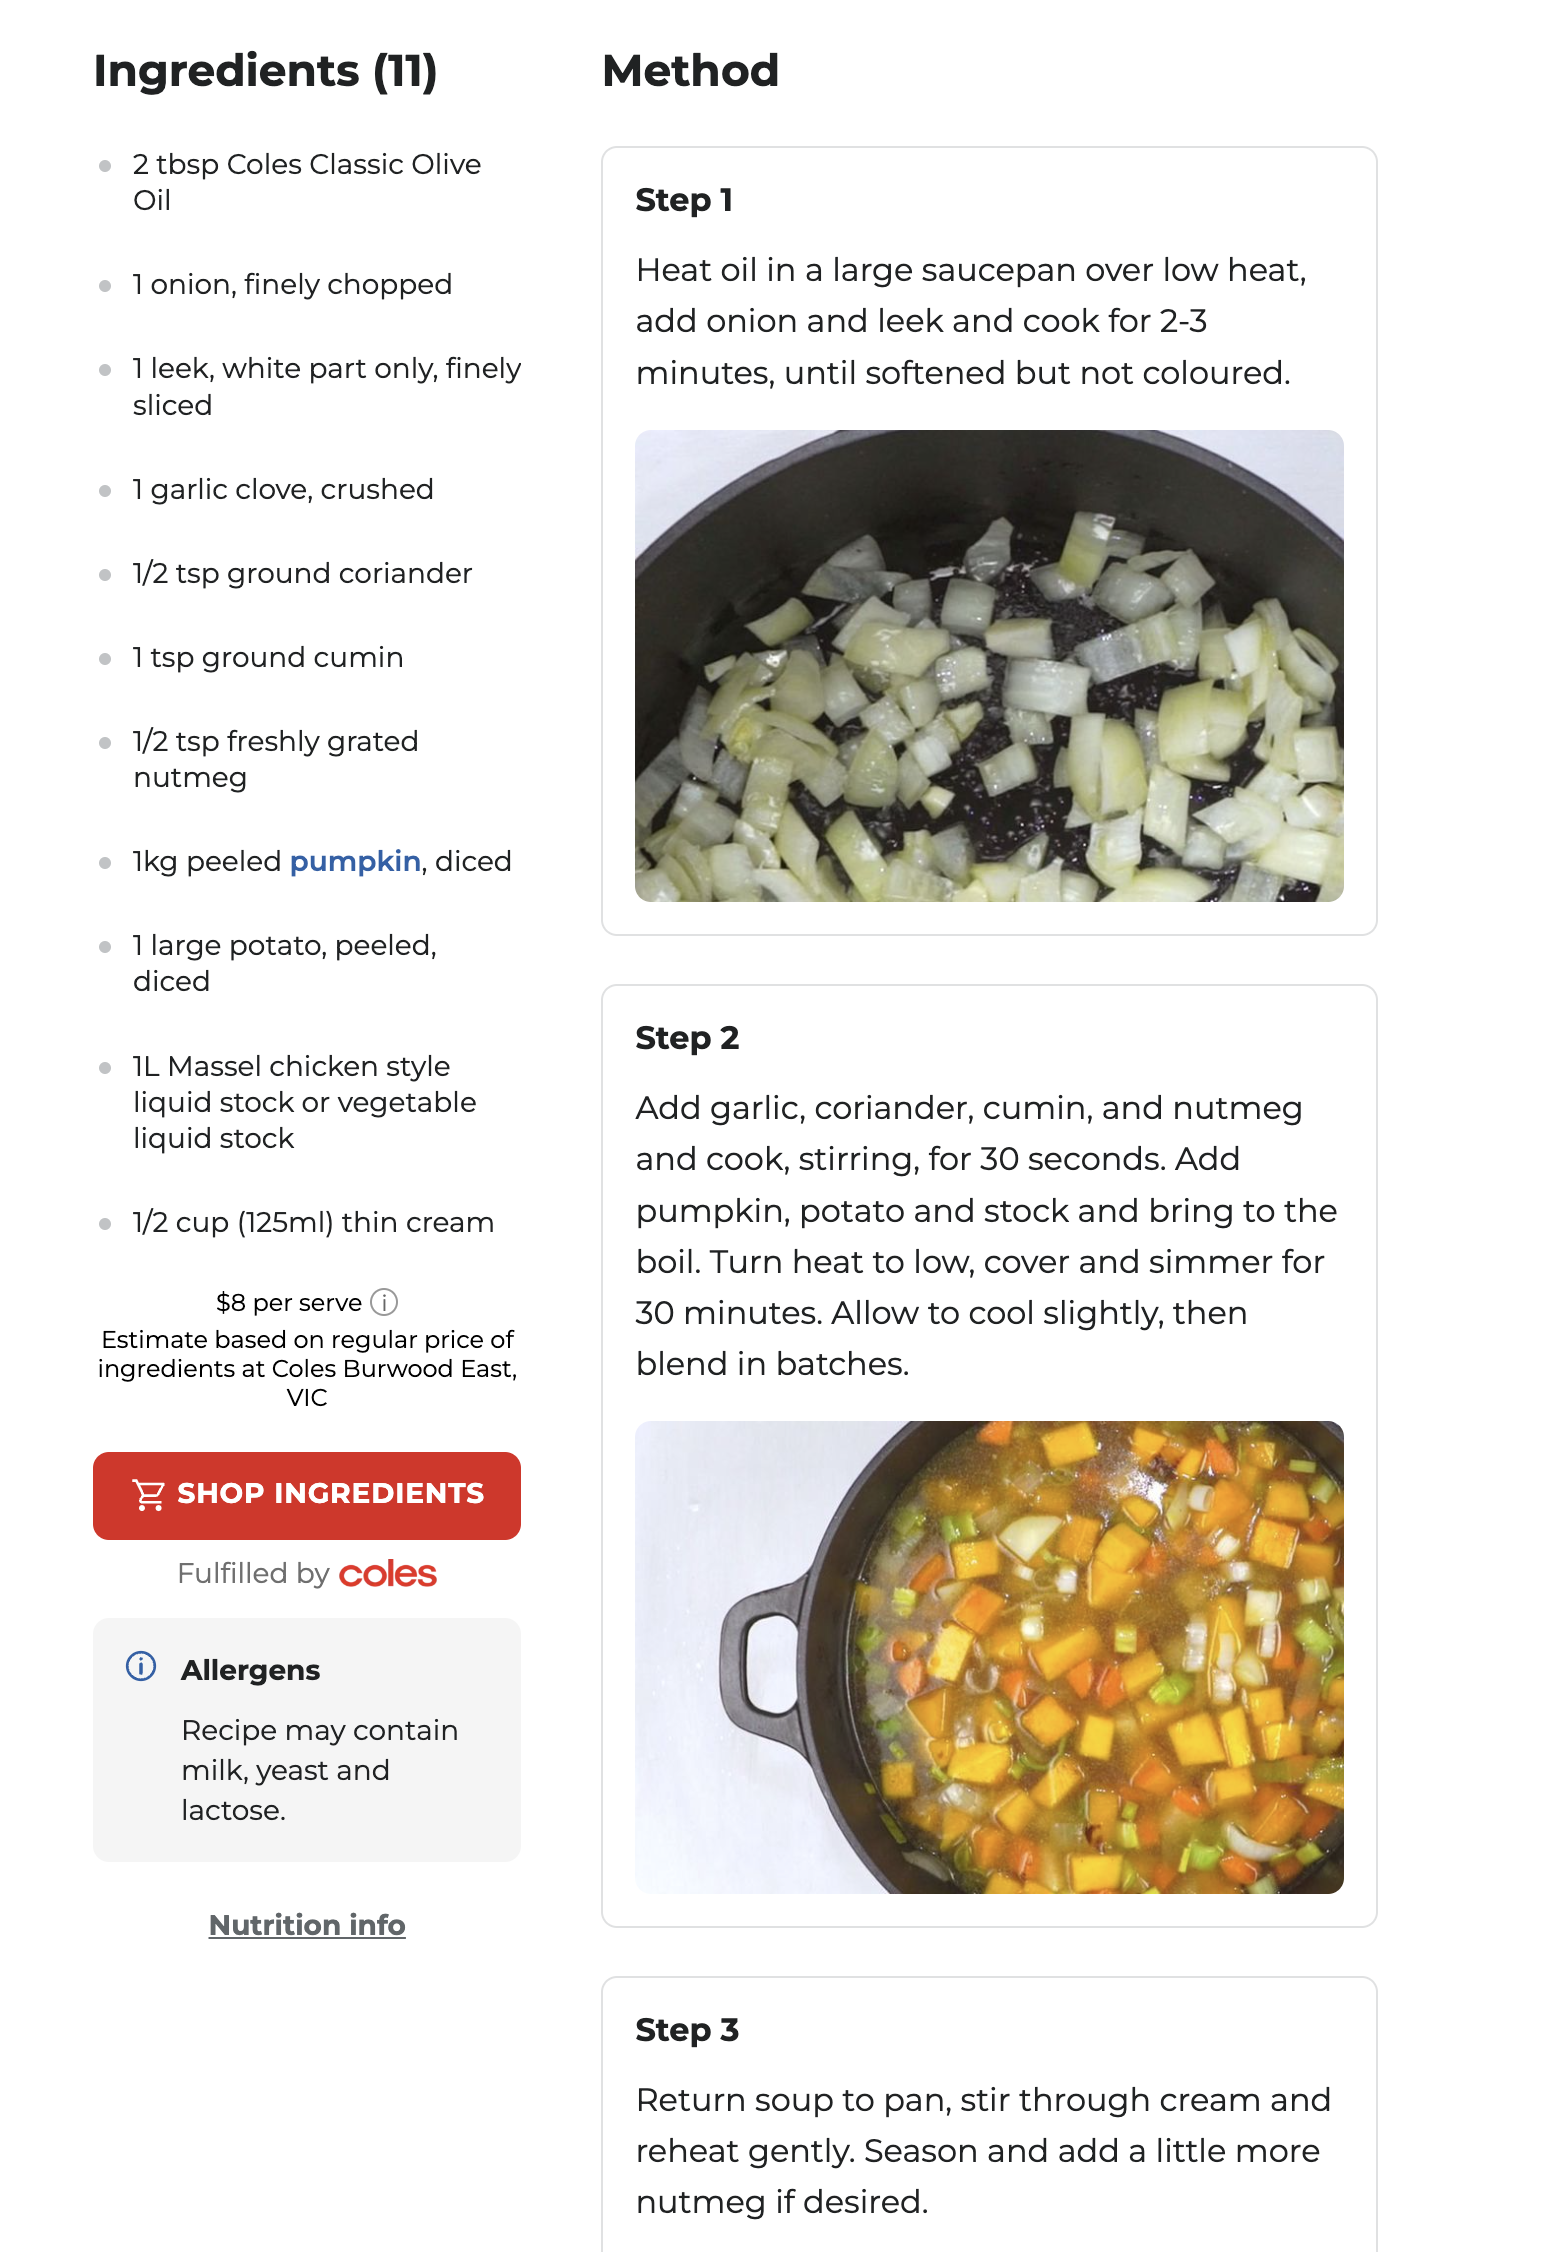 Ingredients (11)
2 tbsp Coles Classic Olive
Oil
1 onion, finely chopped
1 leek, white part only, finely
sliced
1 garlic clove, crushed
1/2 tsp ground coriander
1 tsp ground cumin
1/2 tsp freshly grated
nutmeg
1kg peeled pumpkin, diced
1 large potato, peeled,
diced
1L Massel chicken style
liquid stock or vegetable
liquid stock
1/2 cup (125ml) thin cream
$8 per serve
Estimate based on regular price of
ingredients at Coles Burwood East,
VIC
SHOP INGREDIENTS
Fulfilled by coles
Allergens
Recipe may contain
milk, yeast and
lactose.
Nutrition info
Method
Step 1
Heat oil in a large saucepan over low heat,
add onion and leek and cook for 2-3
minutes, until softened but not coloured.
Step 2
Add garlic, coriander, cumin, and nutmeg
and cook, stirring, for 30 seconds. Add
pumpkin, potato and stock and bring to the
boil. Turn heat to low, cover and simmer for
30 minutes. Allow to cool slightly, then
blend in batches.
Step 3
Return soup to pan, stir through cream and
reheat gently. Season and add a little more
nutmeg if desired.